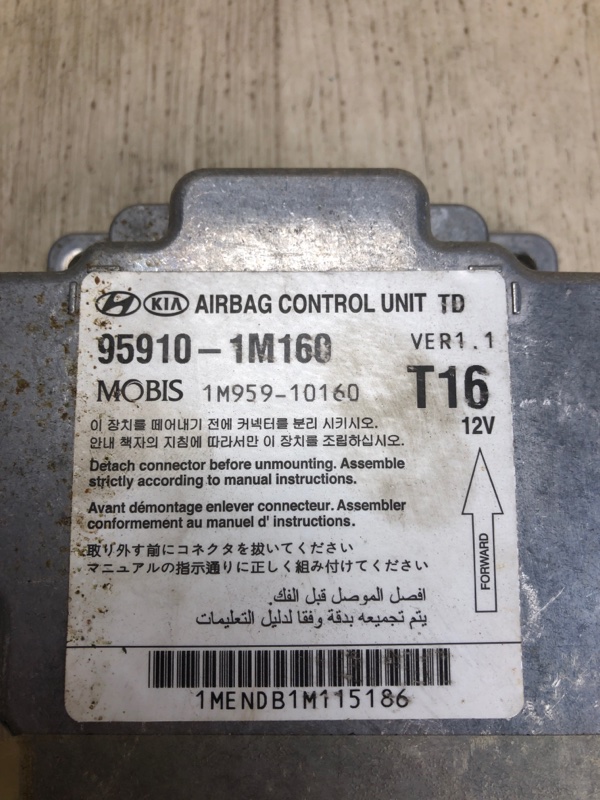 KIA AIRBAG CONTROL UNIT TD
95910-1M160 VER1.1
MOBIS 1M959-10160 T16
12V
이 장치를 떼어내기 전에 커넥터를 분리 시키시오.
안내 책자의 지침에 따라서만 이 장치를 조립하십시오.
Detach connector before unmounting. Assemble
strictly according to manual instructions.
Avant démontage enlever connecteur. Assembler
conformement au manuel d' instructions.
取り外す前にコネクタを抜いてください
マニュアルの指示通りに正しく組み付けてください
افصل الموصل قبل الفك.
يتم تجميعه بدقة وفقا لدليل التعليمات
FORWARD
1MENDB1M115186